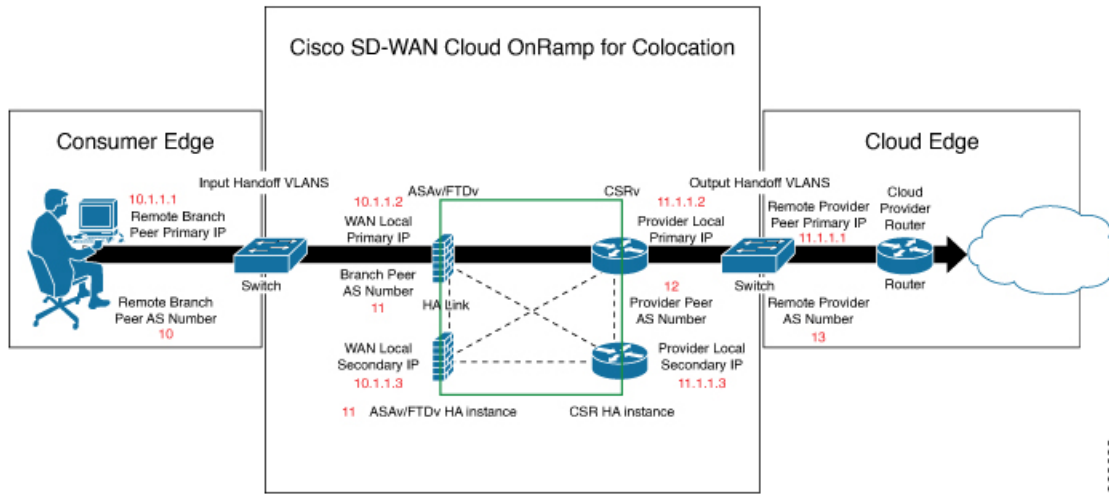 Cisco SD-WAN Cloud OnRamp for Colocation
Consumer Edge
Cloud Edge
10.1.1.1
Remote Branch
Peer Primary IP
Input Handoff VLANS
10.1.1.2
WAN Local
Primary IP
ASAv/FTDv
CSRv
11.1.1.2
Provider Local
Primary IP
Output Handoff VLANS
Remote Provider
Peer Primary IP
11.1.1.1
Cloud
Provider
Router
Remote Branch
Peer AS Number
10
Switch
Branch Peer
AS Number
11
HA Link
12
Provider Peer
AS Number
Switch
Remote Provider
AS Number
13
Router
WAN Local
Secondary IP
10.1.1.3
Provider Local
Secondary IP
11.1.1.3
11
ASAv/FTDv HA instance
CSR HA instance